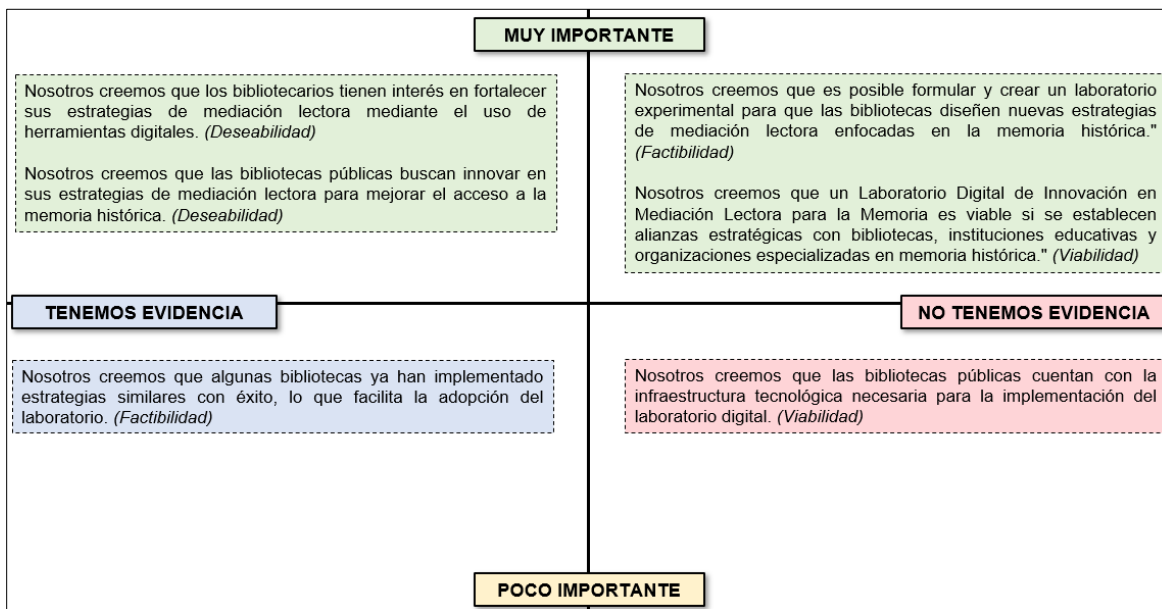 MUY IMPORTANTE
Nosotros creemos que los bibliotecarios tienen interés en fortalecer
sus estrategias de mediación lectora mediante el uso de
herramientas digitales. (Deseabilidad)
Nosotros creemos que las bibliotecas públicas buscan innovar en
sus estrategias de mediación lectora para mejorar el acceso a la
memoria histórica. (Deseabilidad)
Nosotros creemos que es posible formular y crear un laboratorio
experimental para que las bibliotecas diseñen nuevas estrategias
de mediación lectora enfocadas en la memoria histórica."
(Factibilidad)
Nosotros creemos que un Laboratorio Digital de Innovación en
Mediación Lectora para la Memoria es viable si se establecen
alianzas estratégicas con bibliotecas, instituciones educativas y
organizaciones especializadas en memoria histórica." (Viabilidad)
TENEMOS EVIDENCIA
NO TENEMOS EVIDENCIA
Nosotros creemos que algunas bibliotecas ya han implementado
estrategias similares con éxito, lo que facilita la adopción del
laboratorio. (Factibilidad)
Nosotros creemos que las bibliotecas públicas cuentan con la
infraestructura tecnológica necesaria para la implementación del
laboratorio digital. (Viabilidad)
POCO IMPORTANTE